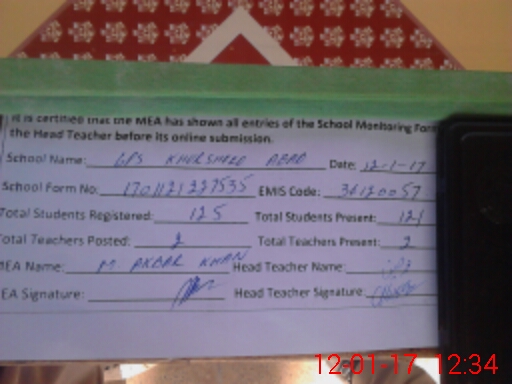 It is certified that the MEA has shown all entries of the School Monitoring Form
the Head Teacher before its online submission.
School Name: GPS KHURSHEED ABAD Date: 12-1-17
School Form No: 1701121227535 EMIS Code: 34120057
Total Students Registered: 125 Total Students Present: 121
Total Teachers Posted: 2 Total Teachers Present: 2
MEA Name: M. AKBAR KHAN Head Teacher Name:
EA Signature: Head Teacher Signature:
12-01-17 12:34